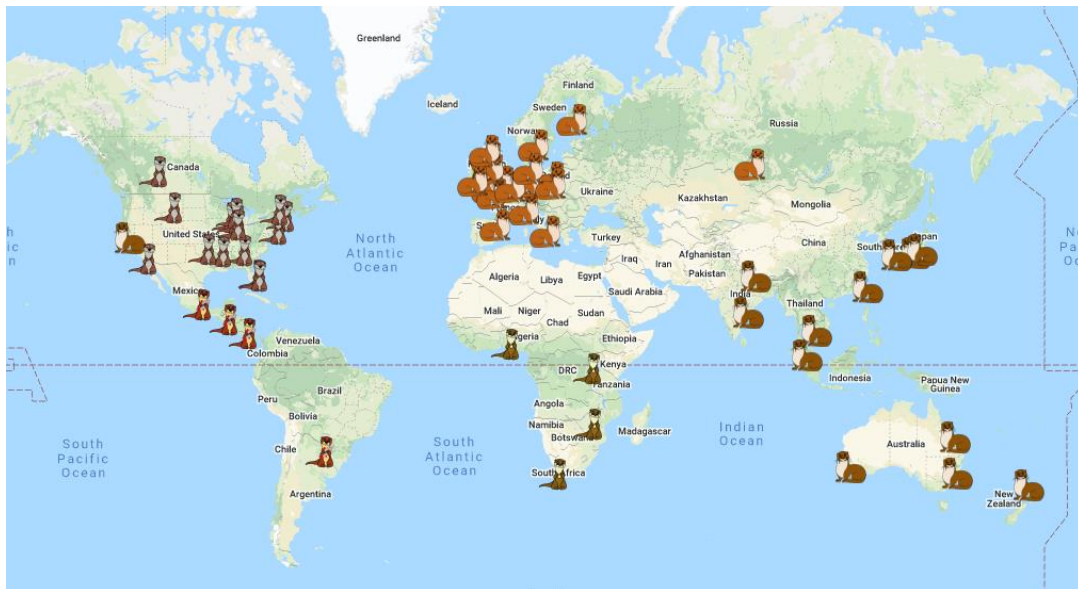 Greenland
Iceland
Finland
Sweden
Norway
Russia
Canada
Ukraine
Kazakhstan
Mongolia
United States
North
Atlantic
Ocean
Turkey
China
Iraq
Iran
Afghanistan
Pakistan
Algeria
Libya
Egypt
Saudi Arabia
Mexico
India
Thailand
Mali
Niger
Chad
Sudan
Ethiopia
Venezuela
Colombia
DRC
Kenya
Tanzania
Indonesia
Papua New
Guinea
Peru
Brazil
Bolivia
Angola
Namibia
Botswana
Madagascar
Indian
Ocean
South
Pacific
Ocean
Chile
South
Atlantic
Ocean
Australia
South Africa
Argentina
New
Zealand